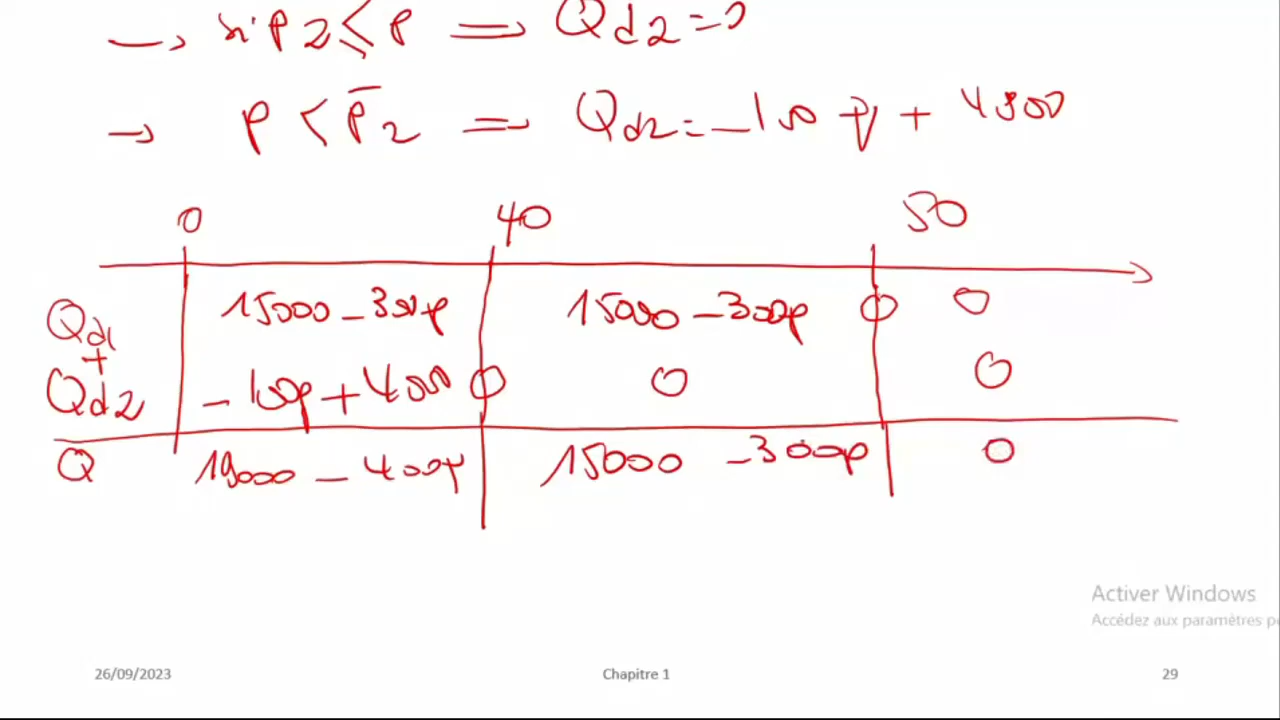 → si P̄2 ≤ P ⟹ Qd2 = 0
→ P < P̄2 ⟹ Qd2 = -100 P + 4000
0 40 50
Qd1 15000 - 300p 15000 - 300p 0 0
+
Qd2 -100p + 4000 0 0 0
Q 19000 - 400p 15000 - 300p 0
Activer Windows
Accédez aux paramètres p
26/09/2023 Chapitre 1 29